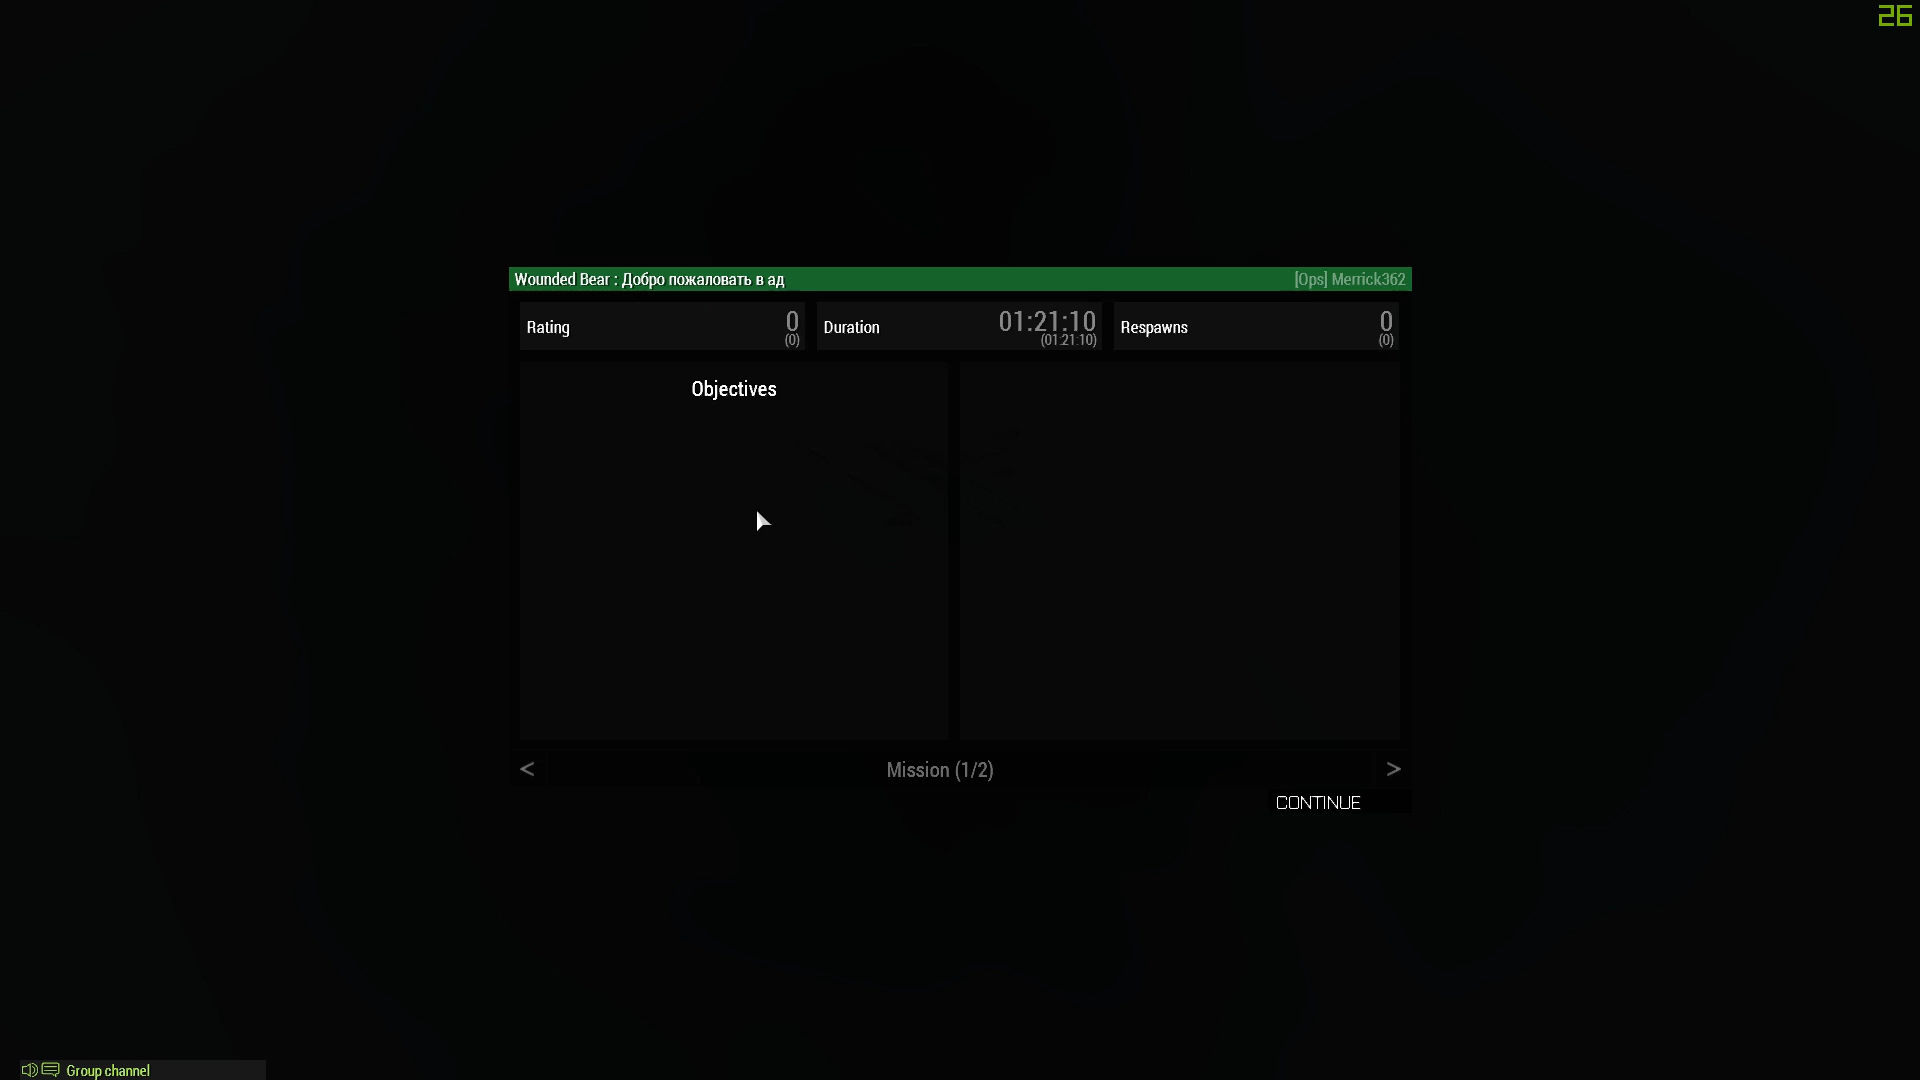 26
Wounded Bear : Добро пожаловать в ад
[Ops] Merrick362
Rating
0
(0)
Duration
01:21:10
(01:21:10)
Respawns
0
(0)
Objectives
<
Mission (1/2)
>
CONTINUE
Group channel